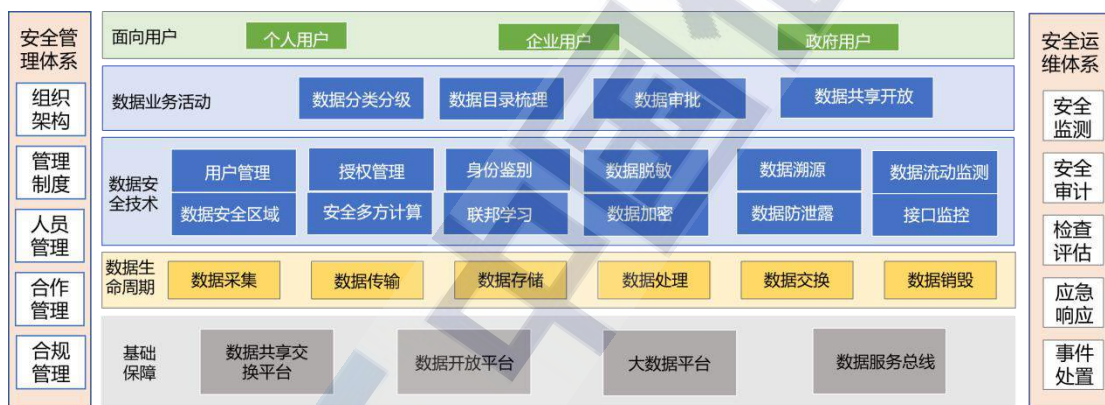 安全管
理体系
组织
架构
管理
制度
人员
管理
合作
管理
合规
管理
面向用户
个人用户
企业用户
政府用户
数据业务活动
数据分类分级
数据目录梳理
数据审批
数据共享开放
数据安
全技术
用户管理
授权管理
身份鉴别
数据脱敏
数据溯源
数据流动监测
数据安全区域
安全多方计算
联邦学习
数据加密
数据防泄露
接口监控
数据生
命周期
数据采集
数据传输
数据存储
数据处理
数据交换
数据销毁
基础
保障
数据共享交
换平台
数据开放平台
大数据平台
数据服务总线
安全运
维体系
安全
监测
安全
审计
检查
评估
应急
响应
事件
处置